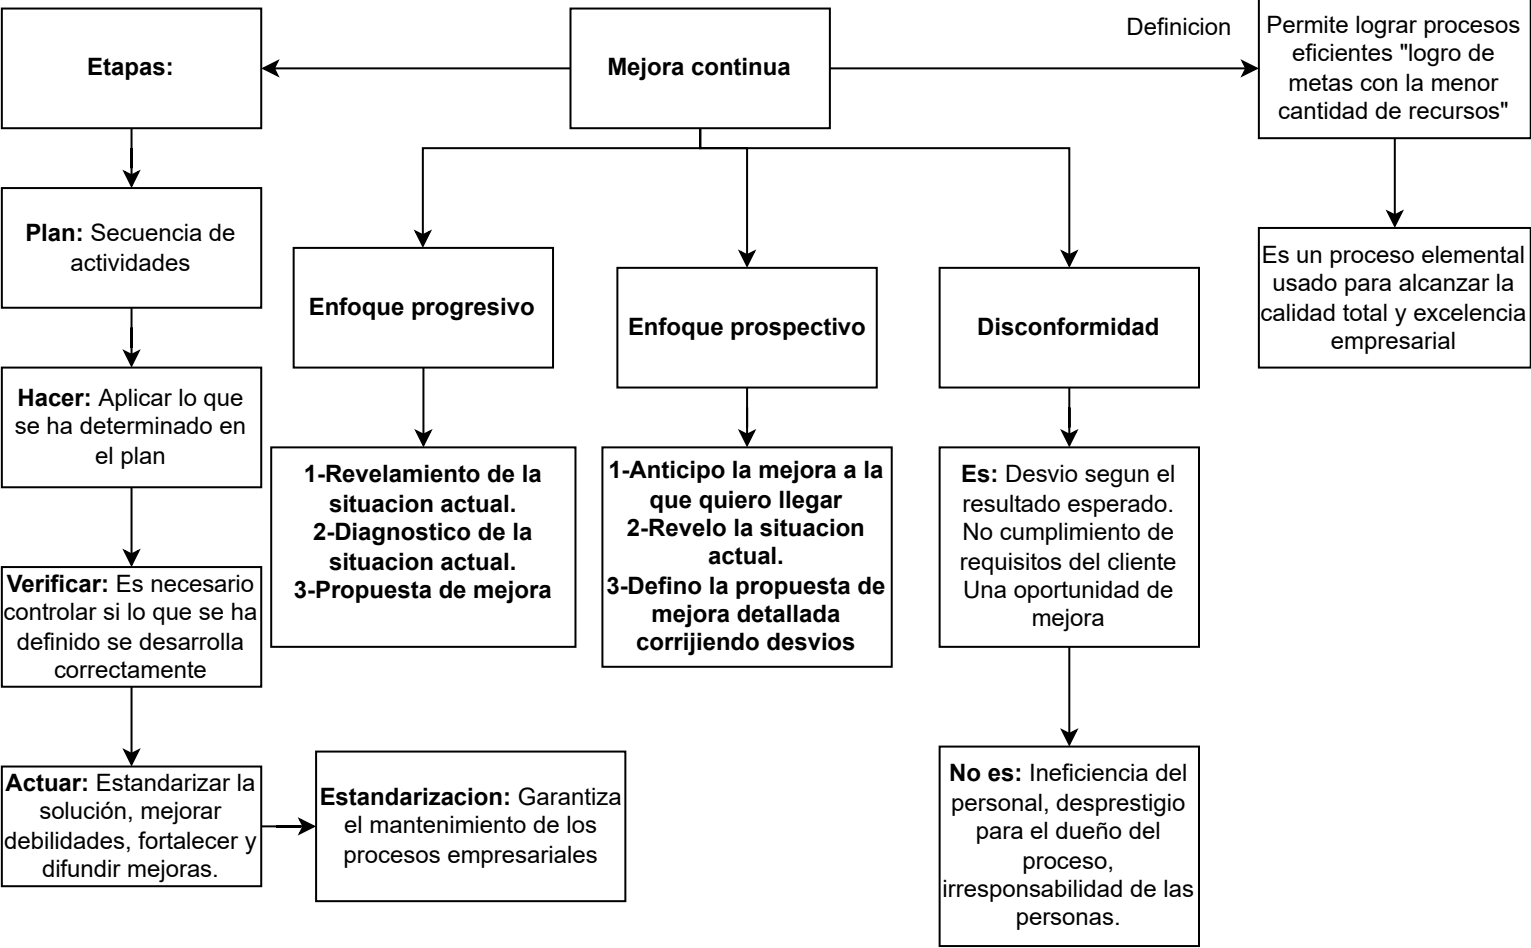 Etapas:
Mejora continua
Definicion
Permite lograr procesos
eficientes "logro de
metas con la menor
cantidad de recursos"
Plan: Secuencia de
actividades
Hacer: Aplicar lo que
se ha determinado en
el plan
Verificar: Es necesario
controlar si lo que se ha
definido se desarrolla
correctamente
Actuar: Estandarizar la
solución, mejorar
debilidades, fortalecer y
difundir mejoras.
Estandarizacion: Garantiza
el mantenimiento de los
procesos empresariales
Enfoque progresivo
1-Revelamiento de la
situacion actual.
2-Diagnostico de la
situacion actual.
3-Propuesta de mejora
Enfoque prospectivo
1-Anticipo la mejora a la
que quiero llegar
2-Revelo la situacion
actual.
3-Defino la propuesta de
mejora detallada
corrijiendo desvios
Disconformidad
Es: Desvio segun el
resultado esperado.
No cumplimiento de
requisitos del cliente
Una oportunidad de
mejora
No es: Ineficiencia del
personal, desprestigio
para el dueño del
proceso,
irresponsabilidad de las
personas.
Es un proceso elemental
usado para alcanzar la
calidad total y excelencia
empresarial